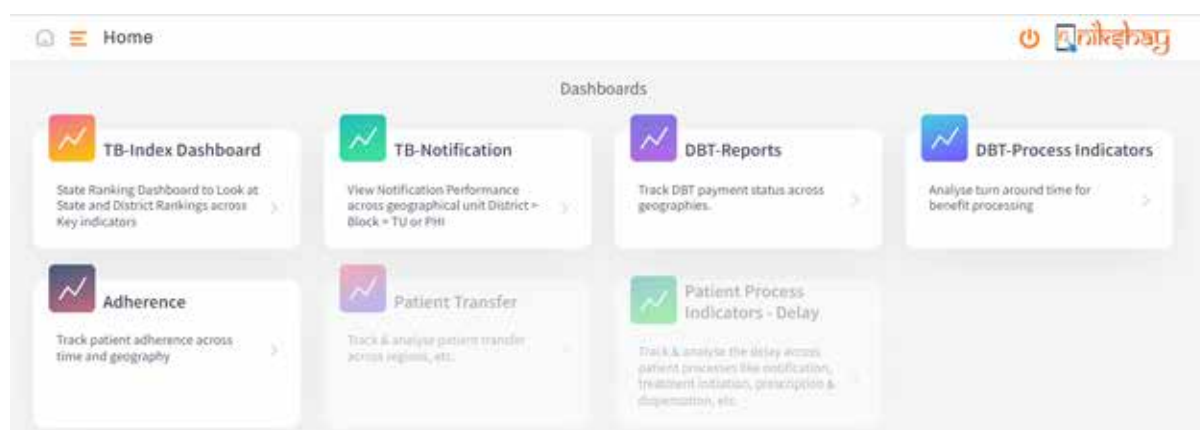 Home
nikshay
Dashboards
TB-Index Dashboard
State Ranking Dashboard to Look at
State and District Rankings across
Key indicators
TB-Notification
View Notification Performance
across geographical unit District >
Block > TU or PHI
DBT-Reports
Track DBT payment status across
geographies.
DBT-Process Indicators
Analyse turn around time for
benefit processing
Adherence
Track patient adherence across
time and geography
Patient Transfer
Track & analyse patient transfer
across regions, etc.
Patient Process
Indicators - Delay
Track & analyse the delay across
patient processes like notification,
treatment initiation, prescription &
dispensation, etc.